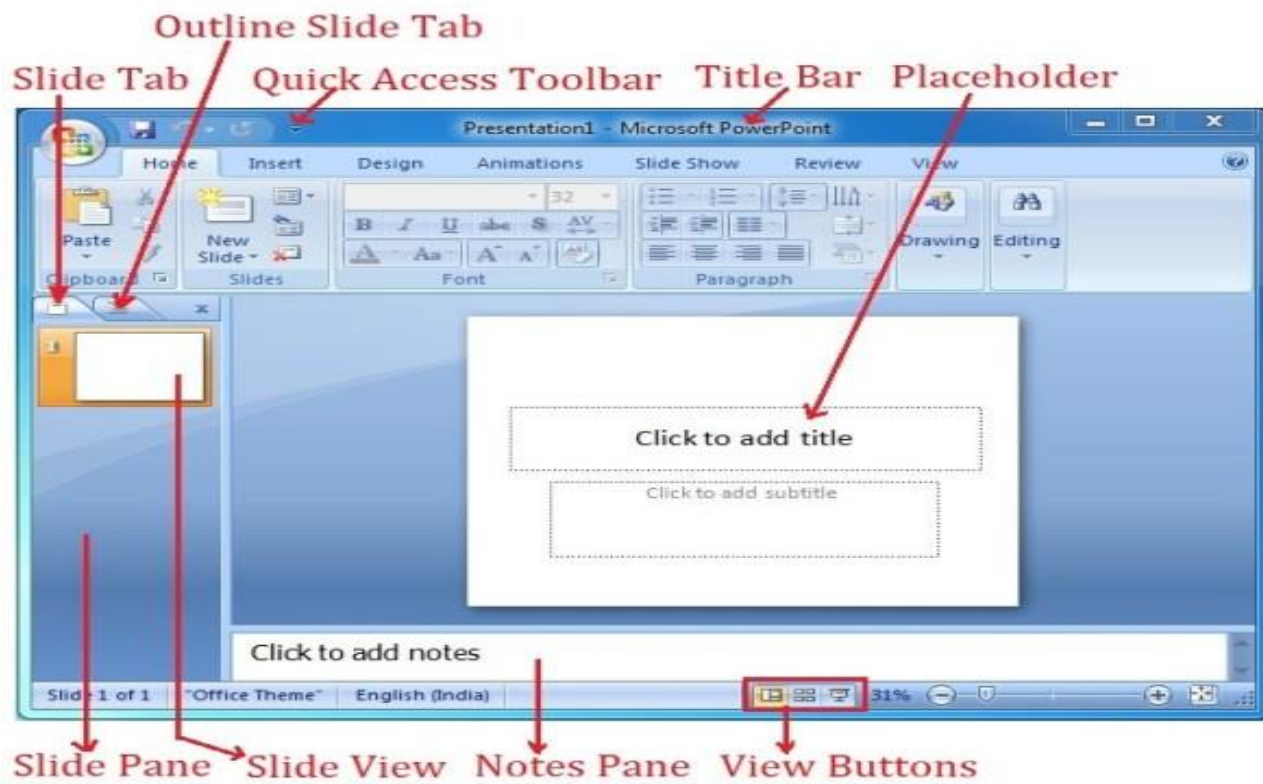 Outline Slide Tab
Slide Tab Quick Access Toolbar Title Bar Placeholder
Presentation1 - Microsoft PowerPoint
Home Insert Design Animations Slide Show Review View
32
Paste New Slide Drawing Editing
Clipboard Slides Font Paragraph
1
Click to add title
Click to add subtitle
Click to add notes
Slide 1 of 1 "Office Theme" English (India) 31%
Slide Pane Slide View Notes Pane View Buttons